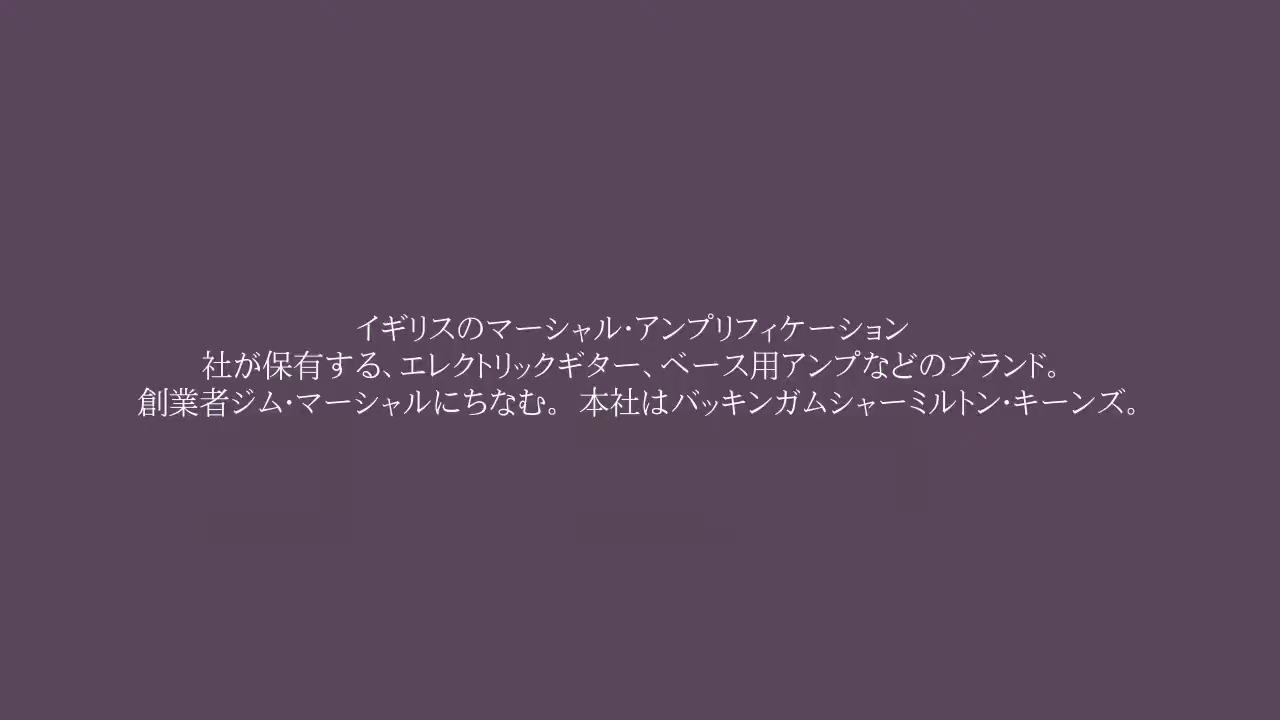 イギリスのマーシャル・アンプリフィケーション
社が保有する、エレクトリックギター、ベース用アンプなどのブランド。
創業者ジム・マーシャルにちなむ。 本社はバッキンガムシャーミルトン・キーンズ。